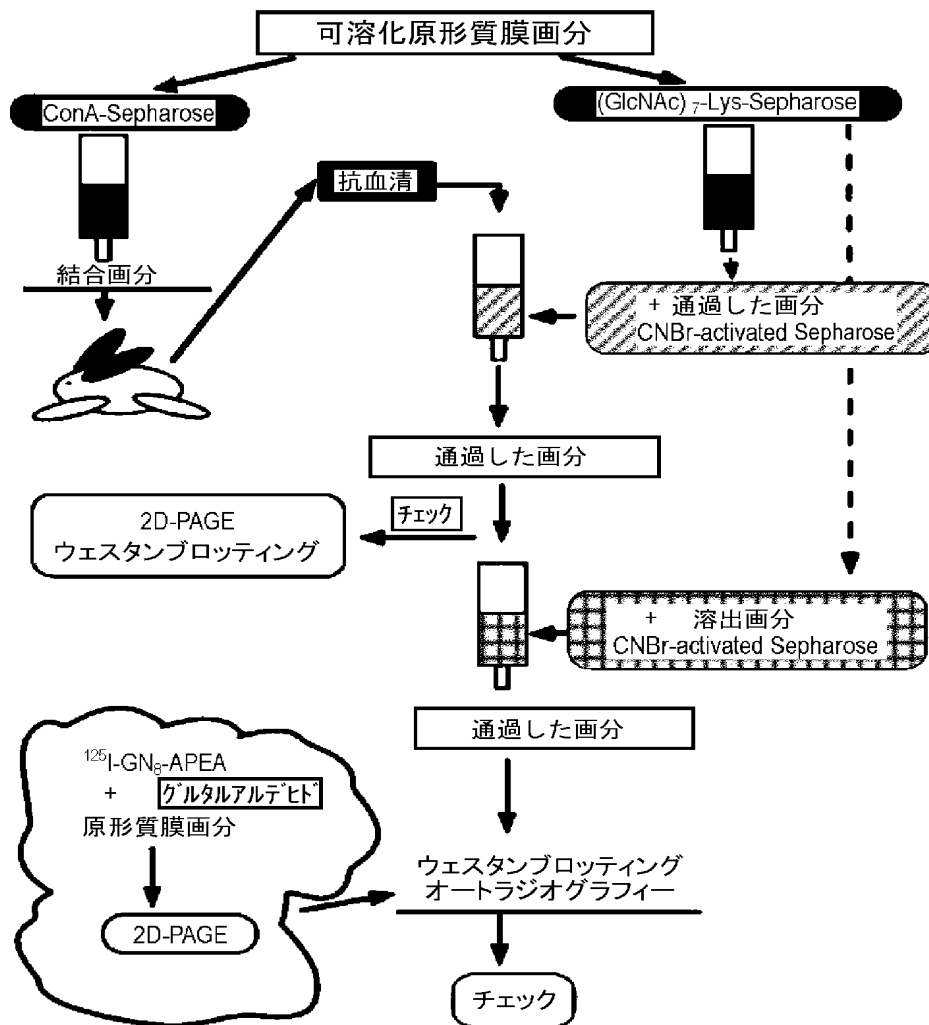 可溶化原形質膜画分
ConA-Sepharose
(GlcNAc) 7-Lys-Sepharose
抗血清
結合画分
+ 通過した画分
CNBr-activated Sepharose
通過した画分
チェック
2D-PAGE
ウェスタンブロッティング
+ 溶出画分
CNBr-activated Sepharose
通過した画分
125I-GN8-APEA
+ グルタルアルデヒド
原形質膜画分
2D-PAGE
ウェスタンブロッティング
オートラジオグラフィー
チェック